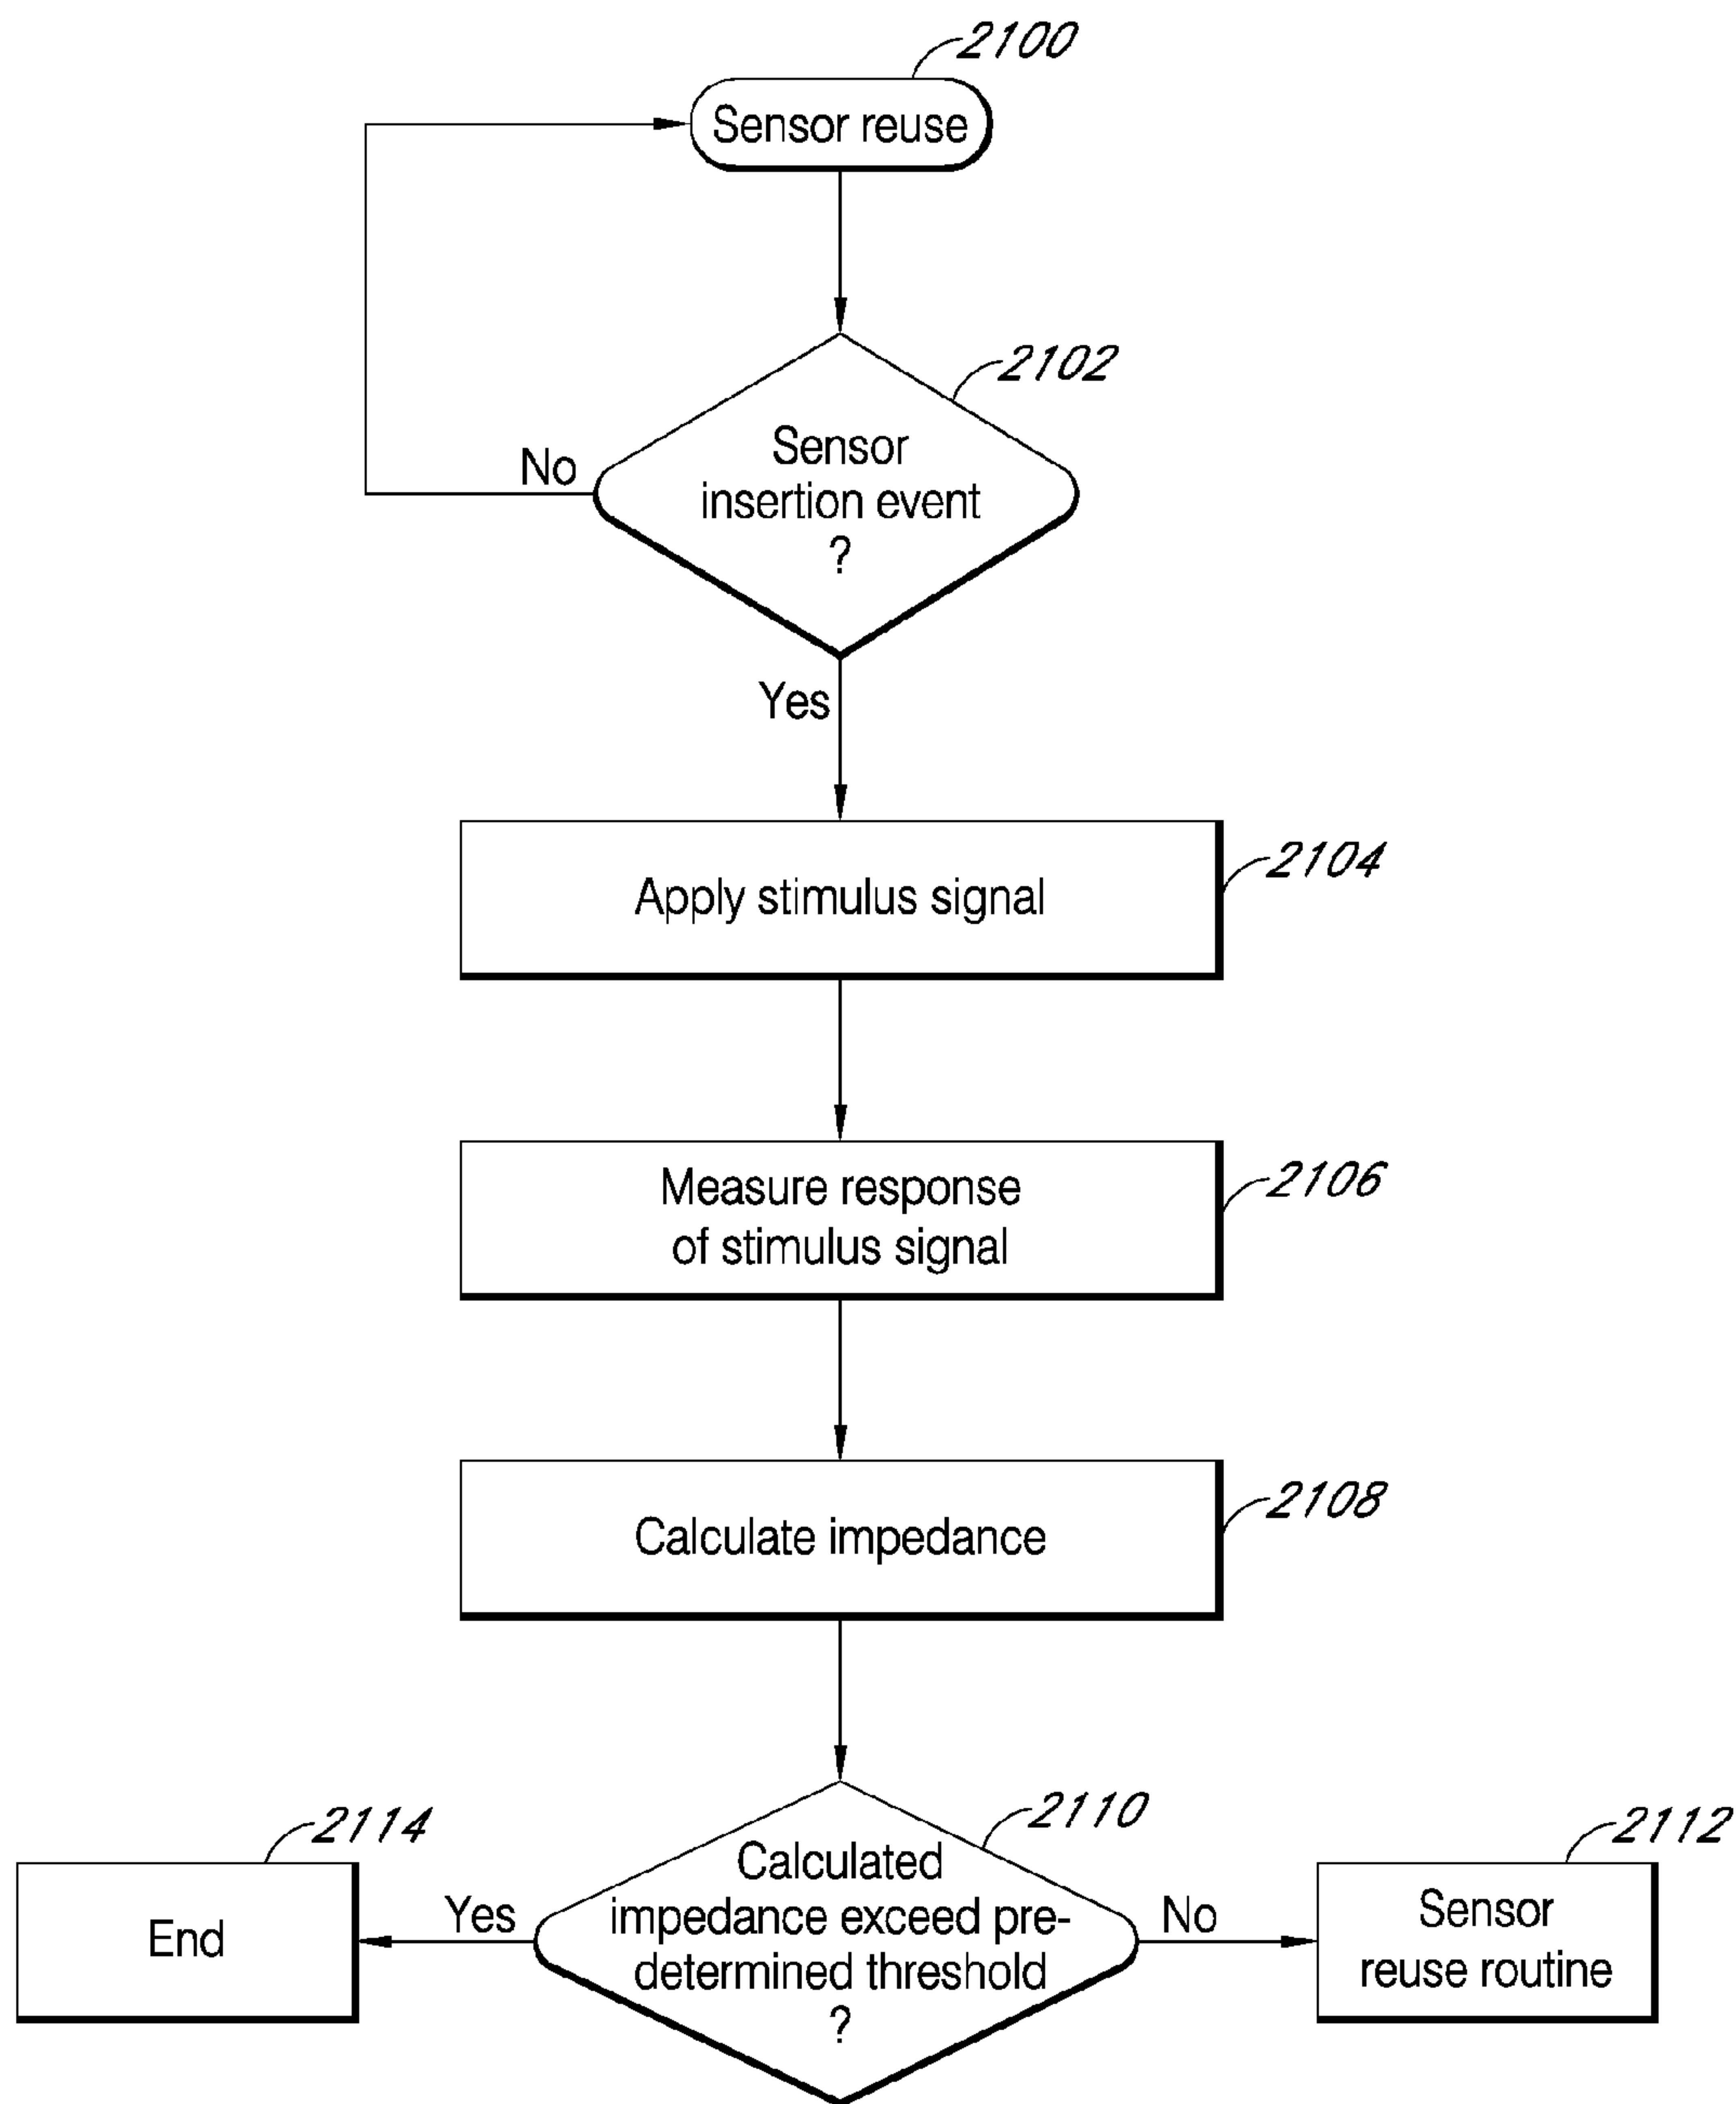 2100
Sensor reuse
2102
Sensor
insertion event
?
No
Yes
2104
Apply stimulus signal
2106
Measure response
of stimulus signal
2108
Calculate impedance
2110
Calculated
impedance exceed pre-
determined threshold
?
Yes
No
2114
End
2112
Sensor
reuse routine